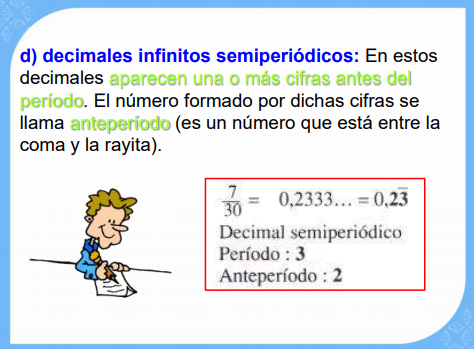 d) decimales infinitos semiperiódicos: En estos
decimales aparecen una o más cifras antes del
período. El número formado por dichas cifras se
llama anteperíodo (es un número que está entre la
coma y la rayita).
7/30 = 0,2333... = 0,23̅
Decimal semiperiódico
Período : 3
Anteperíodo : 2